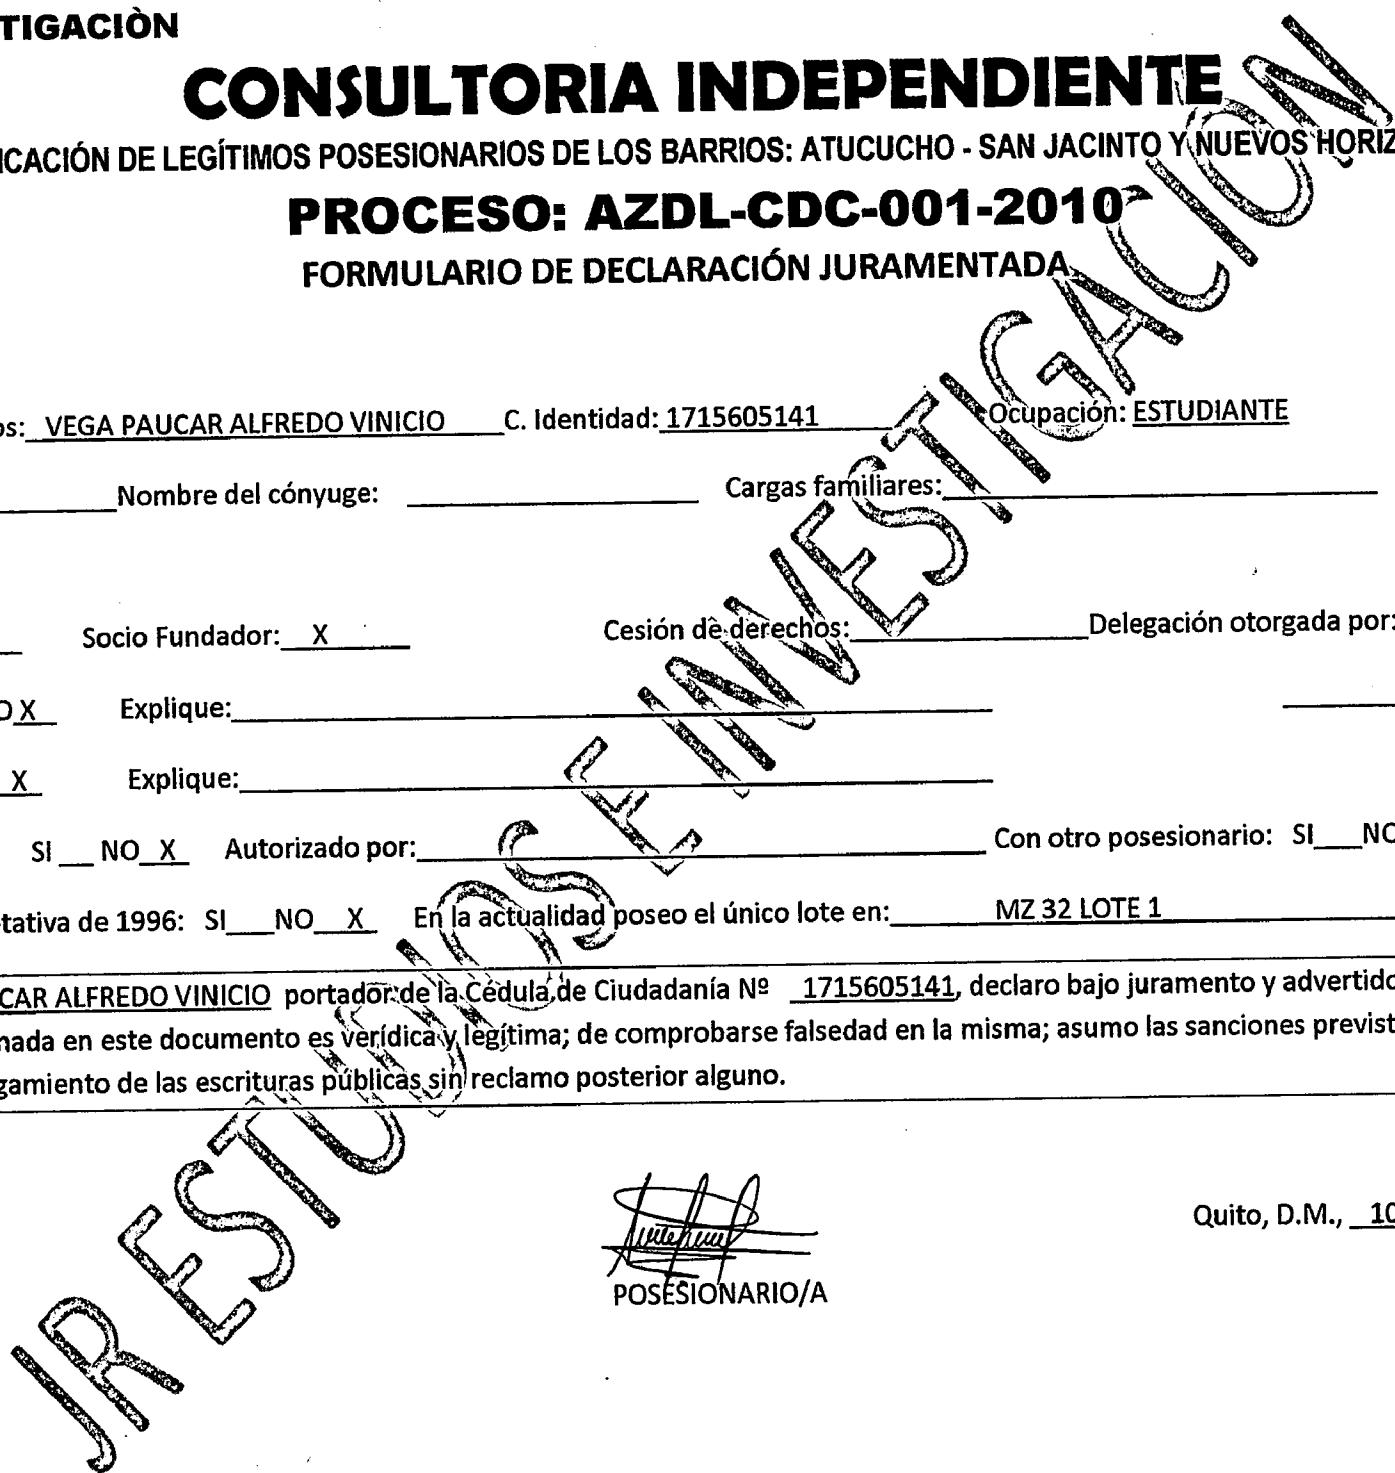 TIGACIÒN
CONSULTORIA INDEPENDIENTE
ICACIÓN DE LEGÍTIMOS POSESIONARIOS DE LOS BARRIOS: ATUCUCHO - SAN JACINTO Y NUEVOS HORIZ
PROCESO: AZDL-CDC-001-2010
FORMULARIO DE DECLARACIÓN JURAMENTADA
os: VEGA PAUCAR ALFREDO VINICIO C. Identidad: 1715605141 Ocupación: ESTUDIANTE
Nombre del cónyuge: Cargas familiares:
Socio Fundador: X Cesión de derechos: Delegación otorgada por:
O X Explique:
X Explique:
SI NO X Autorizado por: Con otro posesionario: SI NO
tativa de 1996: SI NO X En la actualidad poseo el único lote en: MZ 32 LOTE 1
CAR ALFREDO VINICIO portador de la Cédula de Ciudadanía Nº 1715605141, declaro bajo juramento y advertido
nada en este documento es verídica y legítima; de comprobarse falsedad en la misma; asumo las sanciones previst
gamiento de las escrituras públicas sin reclamo posterior alguno.
Quito, D.M., 10
POSESIONARIO/A
JR ESTUDIOS E INVESTIGACION